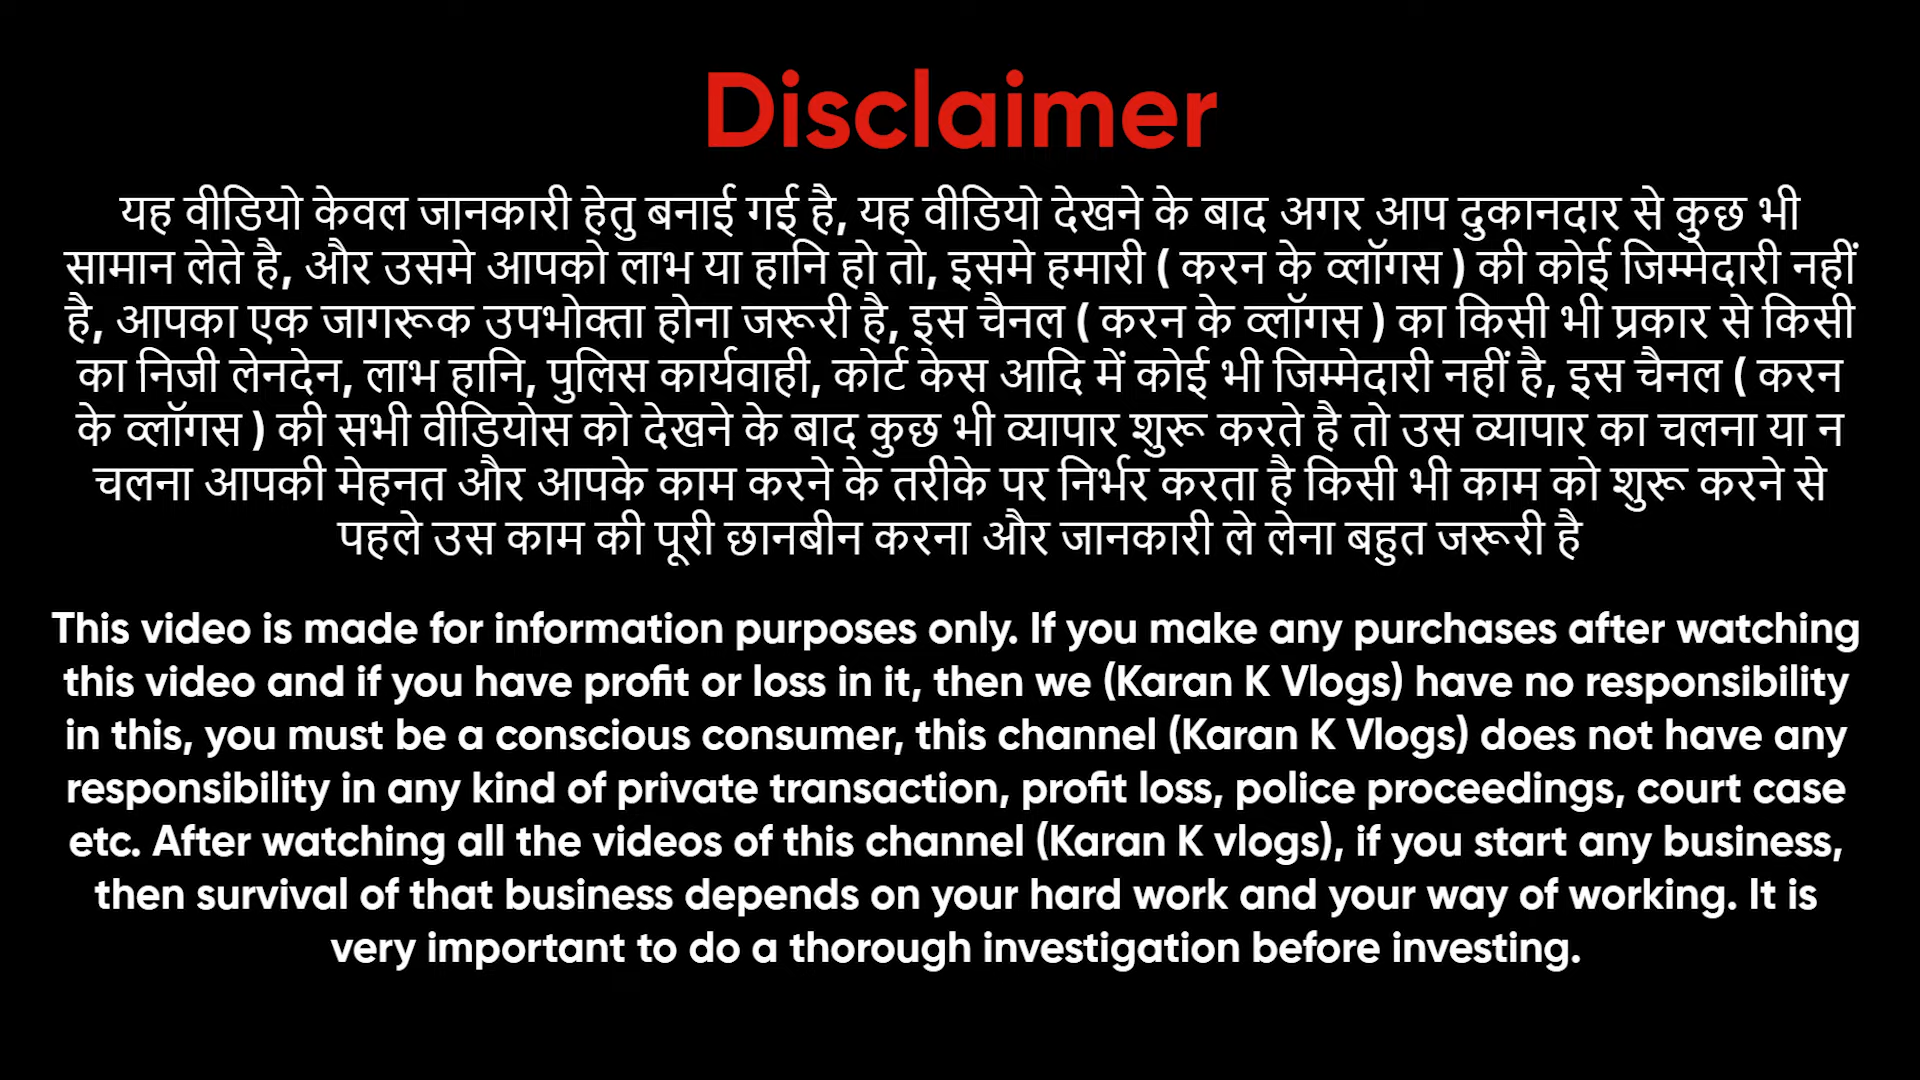 Disclaimer
यह वीडियो केवल जानकारी हेतु बनाई गई है, यह वीडियो देखने के बाद अगर आप दुकानदार से कुछ भी
सामान लेते है, और उसमे आपको लाभ या हानि हो तो, इसमे हमारी ( करन के व्लॉगस ) की कोई जिम्मेदारी नहीं
है, आपका एक जागरूक उपभोक्ता होना जरूरी है, इस चैनल ( करन के व्लॉगस ) का किसी भी प्रकार से किसी
का निजी लेनदेन, लाभ हानि, पुलिस कार्यवाही, कोर्ट केस आदि में कोई भी जिम्मेदारी नहीं है, इस चैनल ( करन
के व्लॉगस ) की सभी वीडियोस को देखने के बाद कुछ भी व्यापार शुरू करते है तो उस व्यापार का चलना या न
चलना आपकी मेहनत और आपके काम करने के तरीके पर निर्भर करता है किसी भी काम को शुरू करने से
पहले उस काम की पूरी छानबीन करना और जानकारी ले लेना बहुत जरूरी है
This video is made for information purposes only. If you make any purchases after watching
this video and if you have profit or loss in it, then we (Karan K Vlogs) have no responsibility
in this, you must be a conscious consumer, this channel (Karan K Vlogs) does not have any
responsibility in any kind of private transaction, profit loss, police proceedings, court case
etc. After watching all the videos of this channel (Karan K vlogs), if you start any business,
then survival of that business depends on your hard work and your way of working. It is
very important to do a thorough investigation before investing.